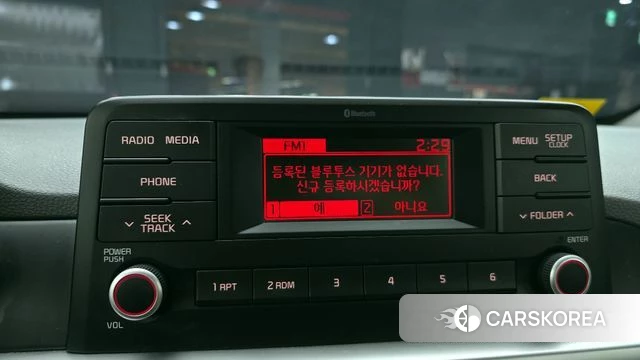 Bluetooth
RADIO MEDIA
FM1 2:29
MENU SETUP
CLOCK
등록된 블루투스 기기가 없습니다.
신규 등록하시겠습니까?
1 예 2 아니요
PHONE
BACK
SEEK
TRACK
FOLDER
POWER
PUSH
ENTER
1 RPT 2 RDM 3 4 5 6
VOL
CARSKOREA